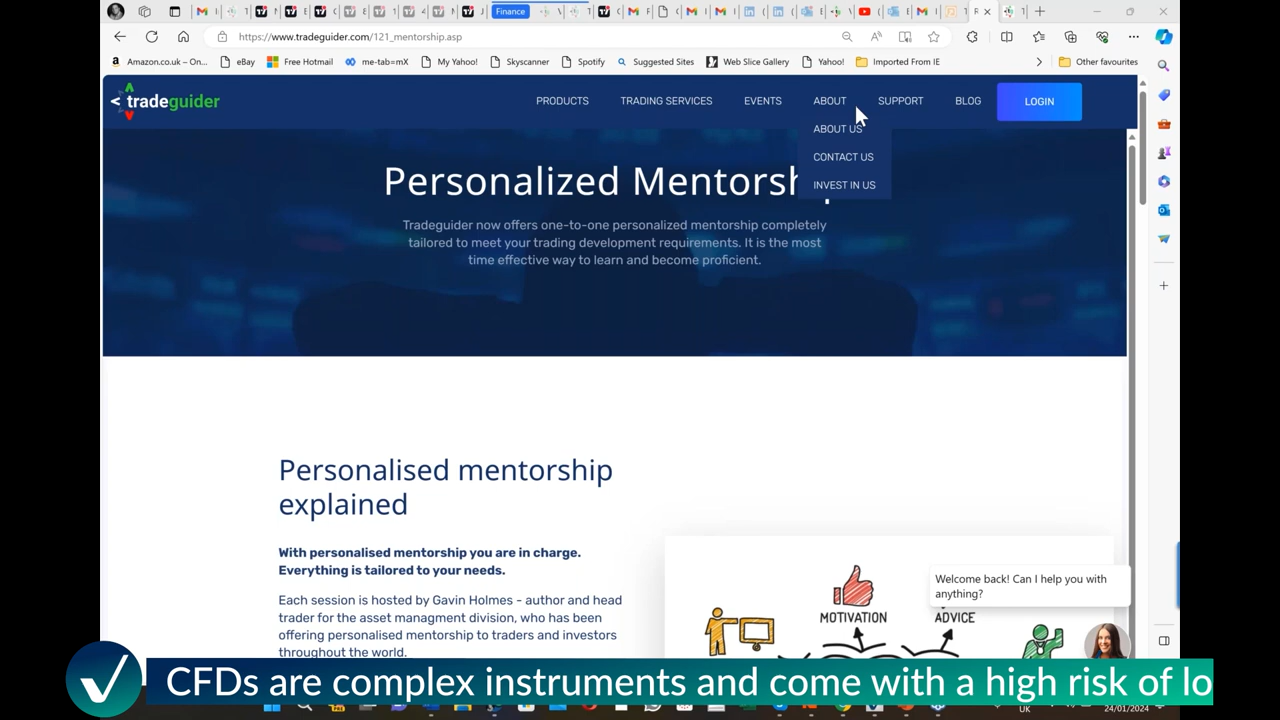 Finance
https://www.tradeguider.com/121_mentorship.asp
Amazon.co.uk – On...
eBay
Free Hotmail
me-tab=mX
My Yahoo!
Skyscanner
Spotify
Suggested Sites
Web Slice Gallery
Yahoo!
Imported From IE
Other favourites
tradeguider
PRODUCTS
TRADING SERVICES
EVENTS
ABOUT
SUPPORT
BLOG
LOGIN
ABOUT US
CONTACT US
INVEST IN US
Personalized Mentorsh
Tradeguider now offers one-to-one personalized mentorship completely
tailored to meet your trading development requirements. It is the most
time effective way to learn and become proficient.
Personalised mentorship
explained
With personalised mentorship you are in charge.
Everything is tailored to your needs.
Each session is hosted by Gavin Holmes - author and head
trader for the asset managment division, who has been
offering personalised mentorship to traders and investors
throughout the world.
MOTIVATION
ADVICE
Welcome back! Can I help you with
anything?
CFDs are complex instruments and come with a high risk of lo
UK
24/01/2024